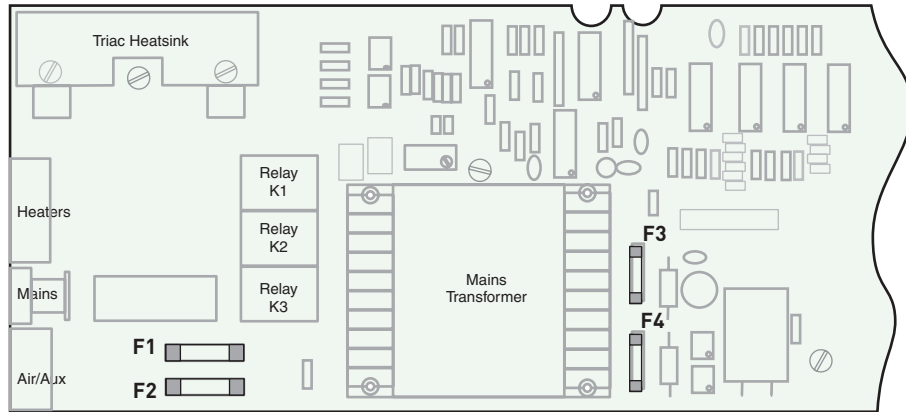 Triac Heatsink
Relay
K1
Heaters
Relay
K2
F3
Mains
Mains
Transformer
Relay
K3
F4
F1
Air/Aux
F2